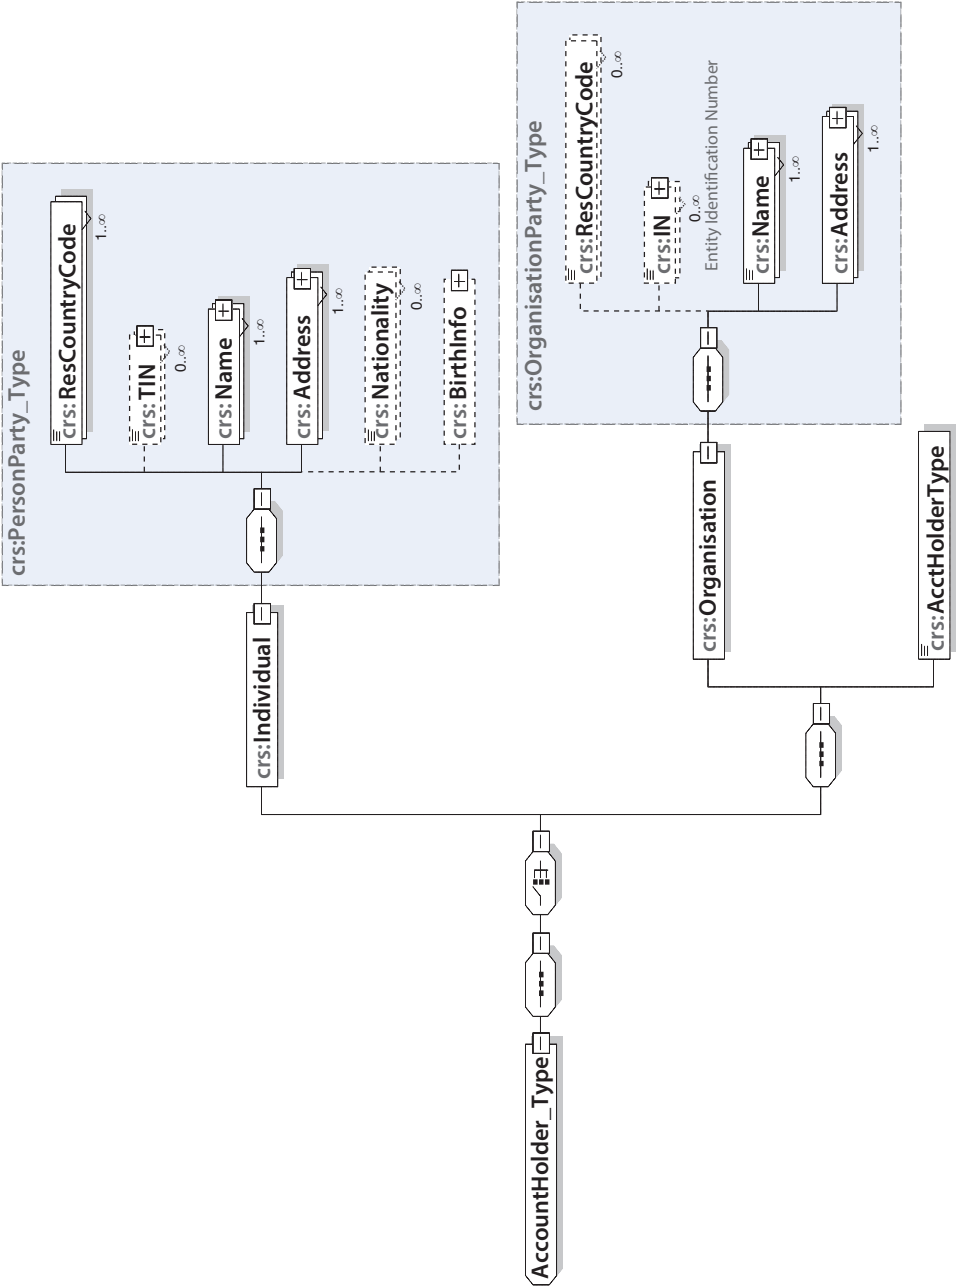 AccountHolder_Type
crs:Individual
crs:PersonParty_Type
crs:ResCountryCode
1..∞
crs:TIN
0..∞
crs:Name
1..∞
crs:Address
1..∞
crs:Nationality
0..∞
crs:BirthInfo
crs:Organisation
crs:OrganisationParty_Type
crs:ResCountryCode
0..∞
crs:IN
0..∞
Entity Identification Number
crs:Name
1..∞
crs:Address
1..∞
crs:AcctHolderType